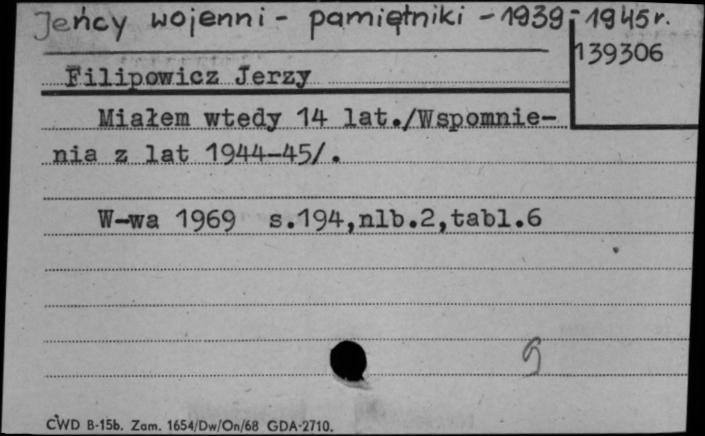 Jeńcy wojenni - pamiętniki - 1939-1945r.
139306
Filipowicz Jerzy
Miałem wtedy 14 lat./Wspomnie-
nia z lat 1944-45/.
W-wa 1969 s.194,nlb.2,tabl.6
CWD B-15b. Zam. 1654/Dw/On/68 GDA-2710.